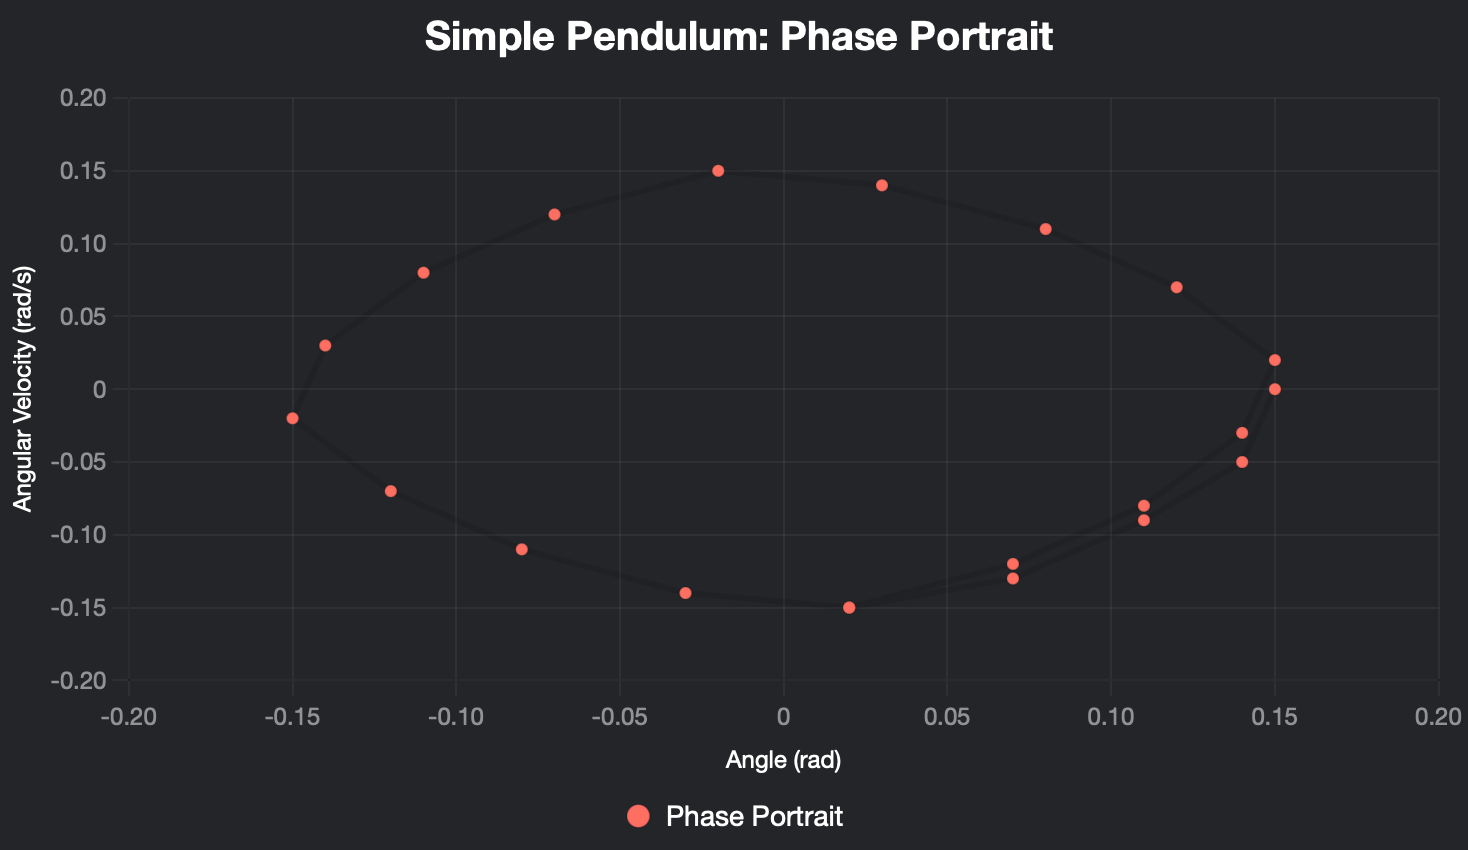 Simple Pendulum: Phase Portrait
0.20
0.15
0.10
0.05
0
-0.05
-0.10
-0.15
-0.20
Angular Velocity (rad/s)
-0.20 -0.15 -0.10 -0.05 0 0.05 0.10 0.15 0.20
Angle (rad)
Phase Portrait